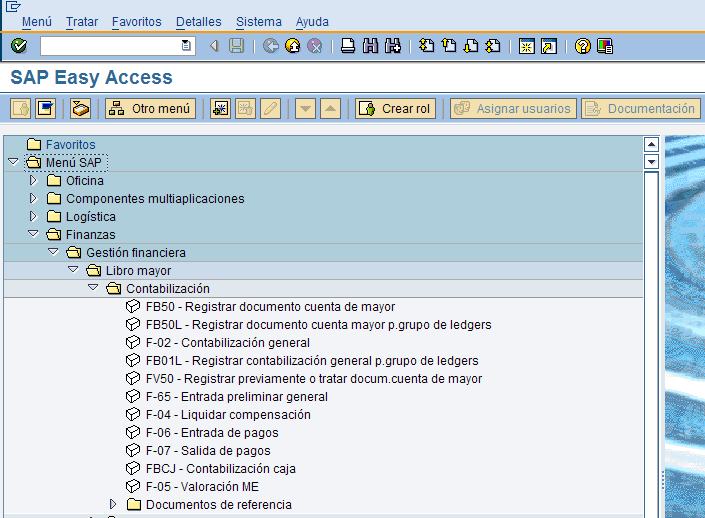 Menú Tratar Favoritos Detalles Sistema Ayuda
SAP Easy Access
Otro menú Crear rol Asignar usuarios Documentación
Favoritos
Menú SAP
Oficina
Componentes multiaplicaciones
Logística
Finanzas
Gestión financiera
Libro mayor
Contabilización
FB50 - Registrar documento cuenta de mayor
FB50L - Registrar documento cuenta mayor p.grupo de ledgers
F-02 - Contabilización general
FB01L - Registrar contabilización general p.grupo de ledgers
FV50 - Registrar previamente o tratar docum.cuenta de mayor
F-65 - Entrada preliminar general
F-04 - Liquidar compensación
F-06 - Entrada de pagos
F-07 - Salida de pagos
FBCJ - Contabilización caja
F-05 - Valoración ME
Documentos de referencia